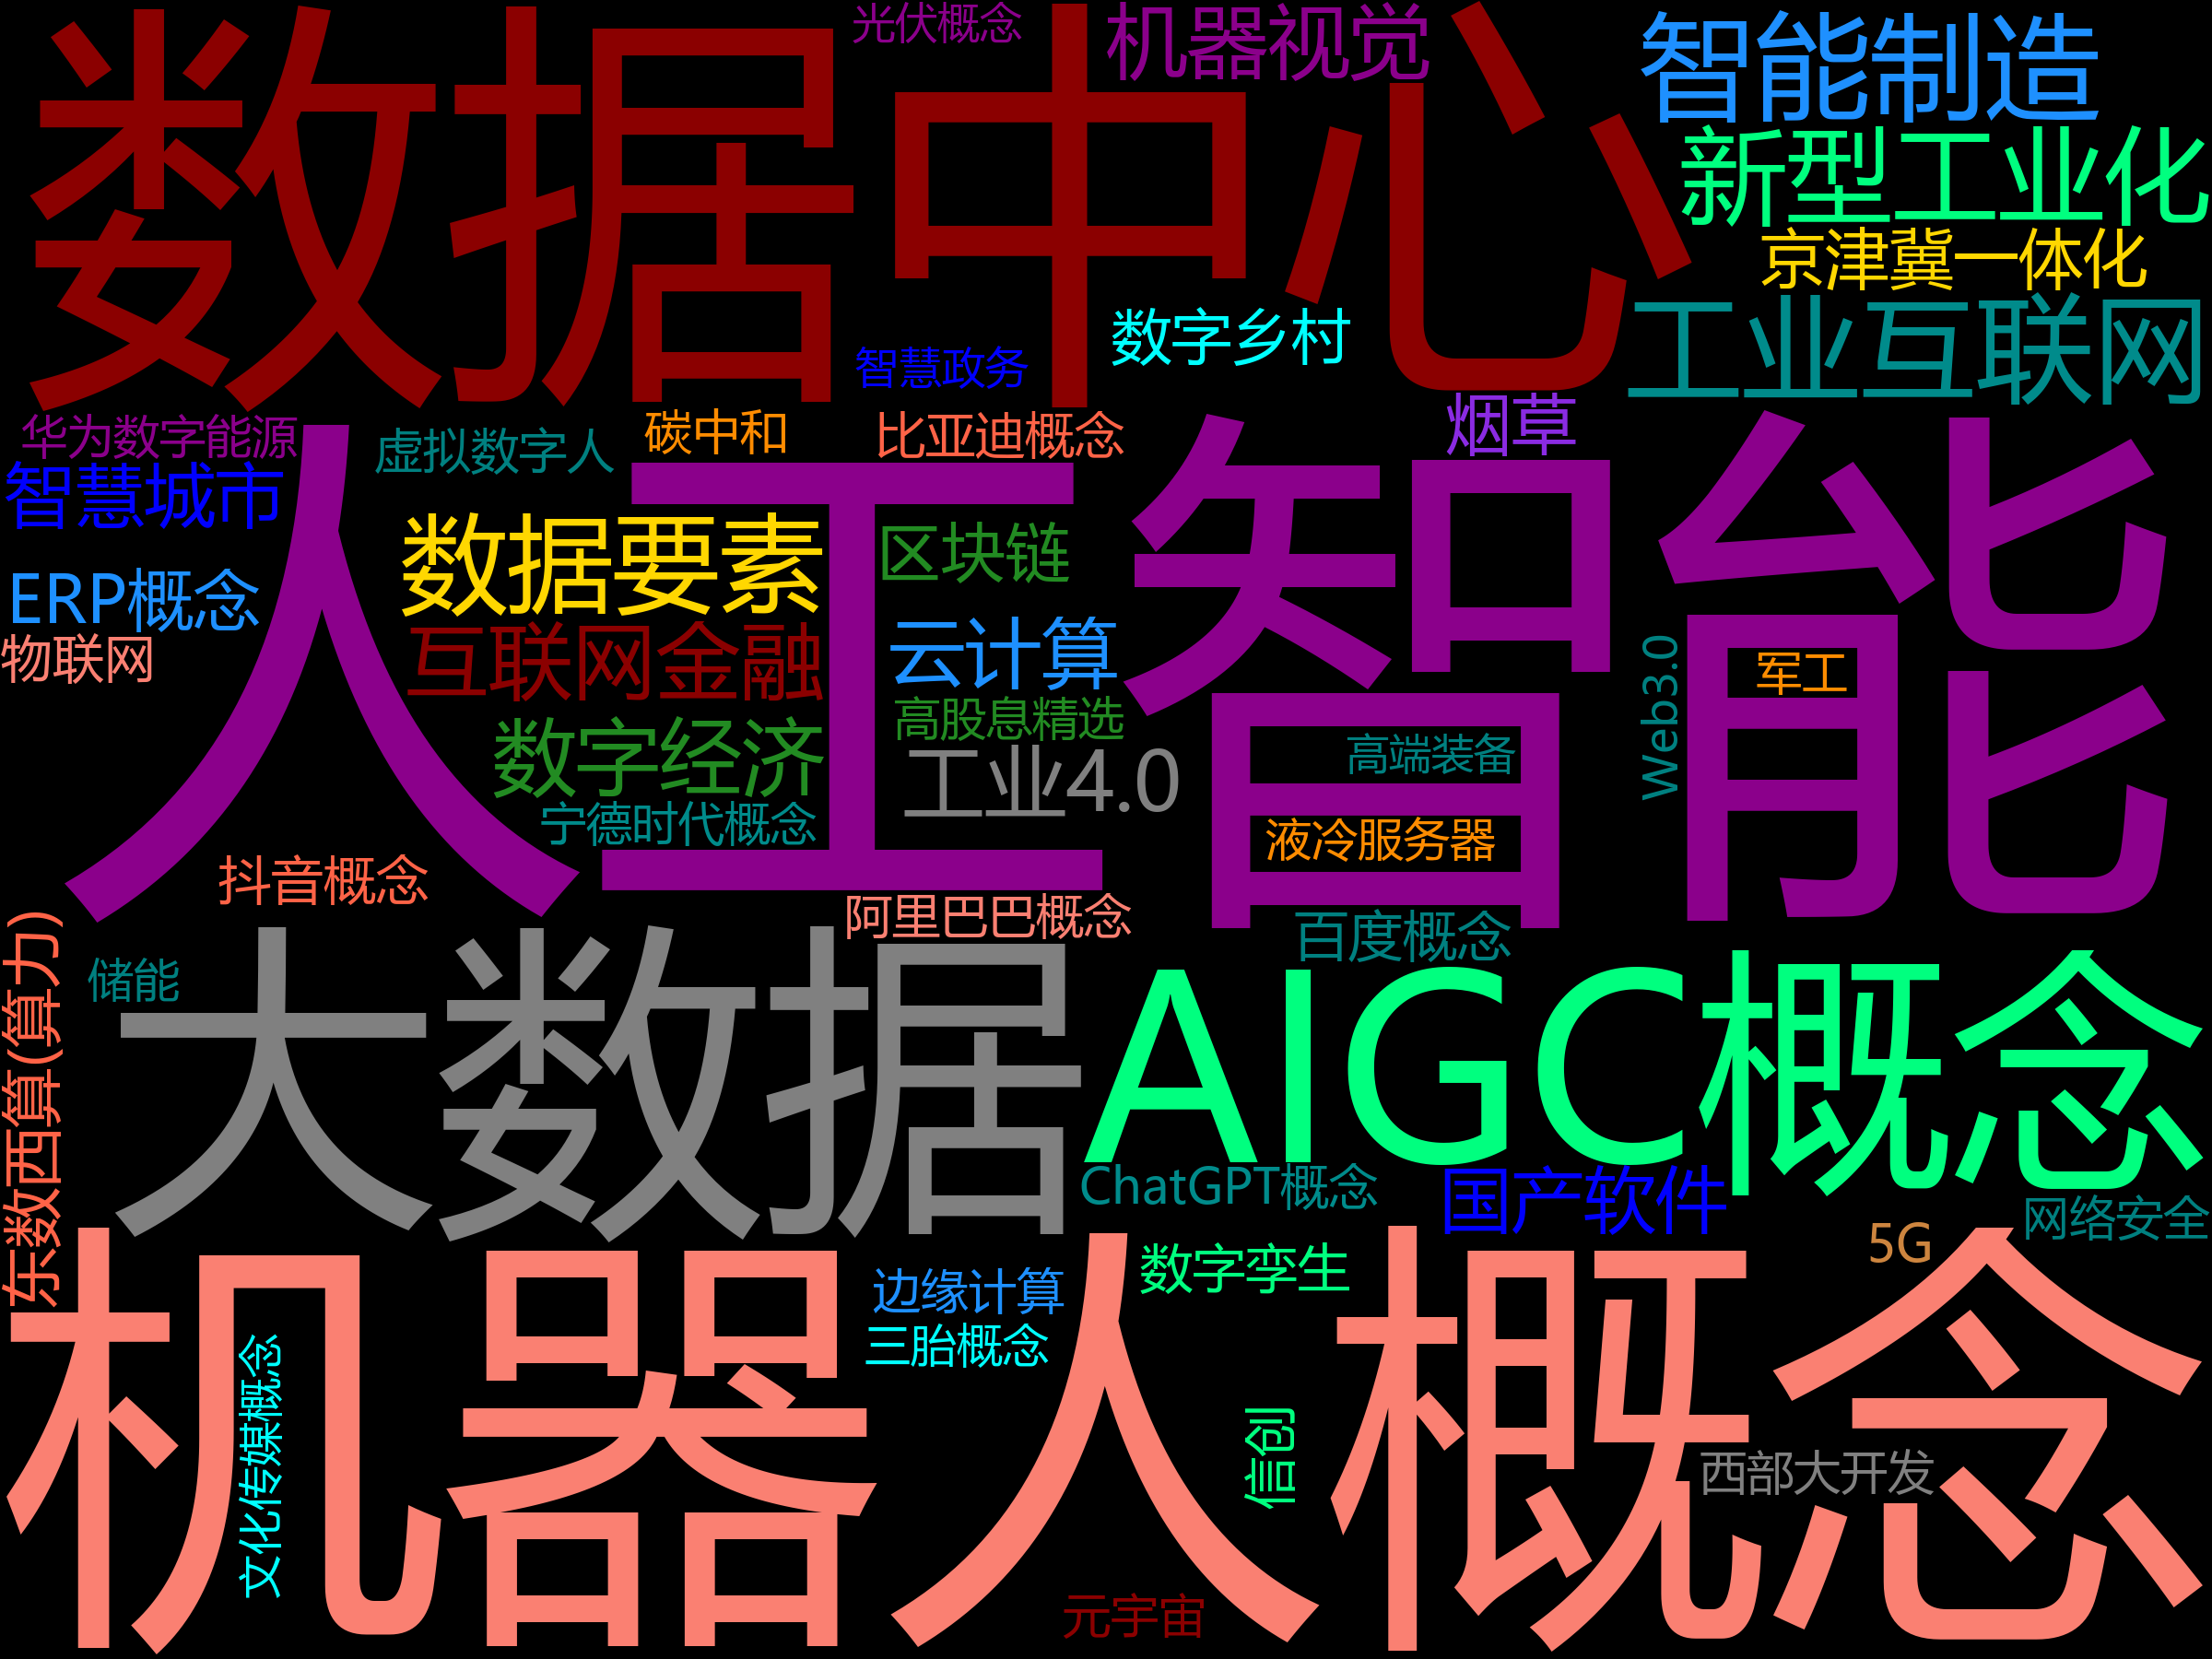 数据中心
光伏概念
机器视觉
智能制造
新型工业化
京津冀一体化
工业互联网
数字乡村
智慧政务
华为数字能源
虚拟数字人
碳中和
比亚迪概念
烟草
人工智能
智慧城市
数据要素
区块链
ERP概念
物联网
互联网金融
云计算
高股息精选
Web3.0
军工
数字经济
工业4.0
高端装备
宁德时代概念
液冷服务器
抖音概念
阿里巴巴概念
百度概念
东数西算(算力)
储能
大数据
AIGC概念
ChatGPT概念
国产软件
网络安全
5G
机器人概念
数字孪生
边缘计算
三胎概念
文化传媒概念
信创
西部大开发
元宇宙